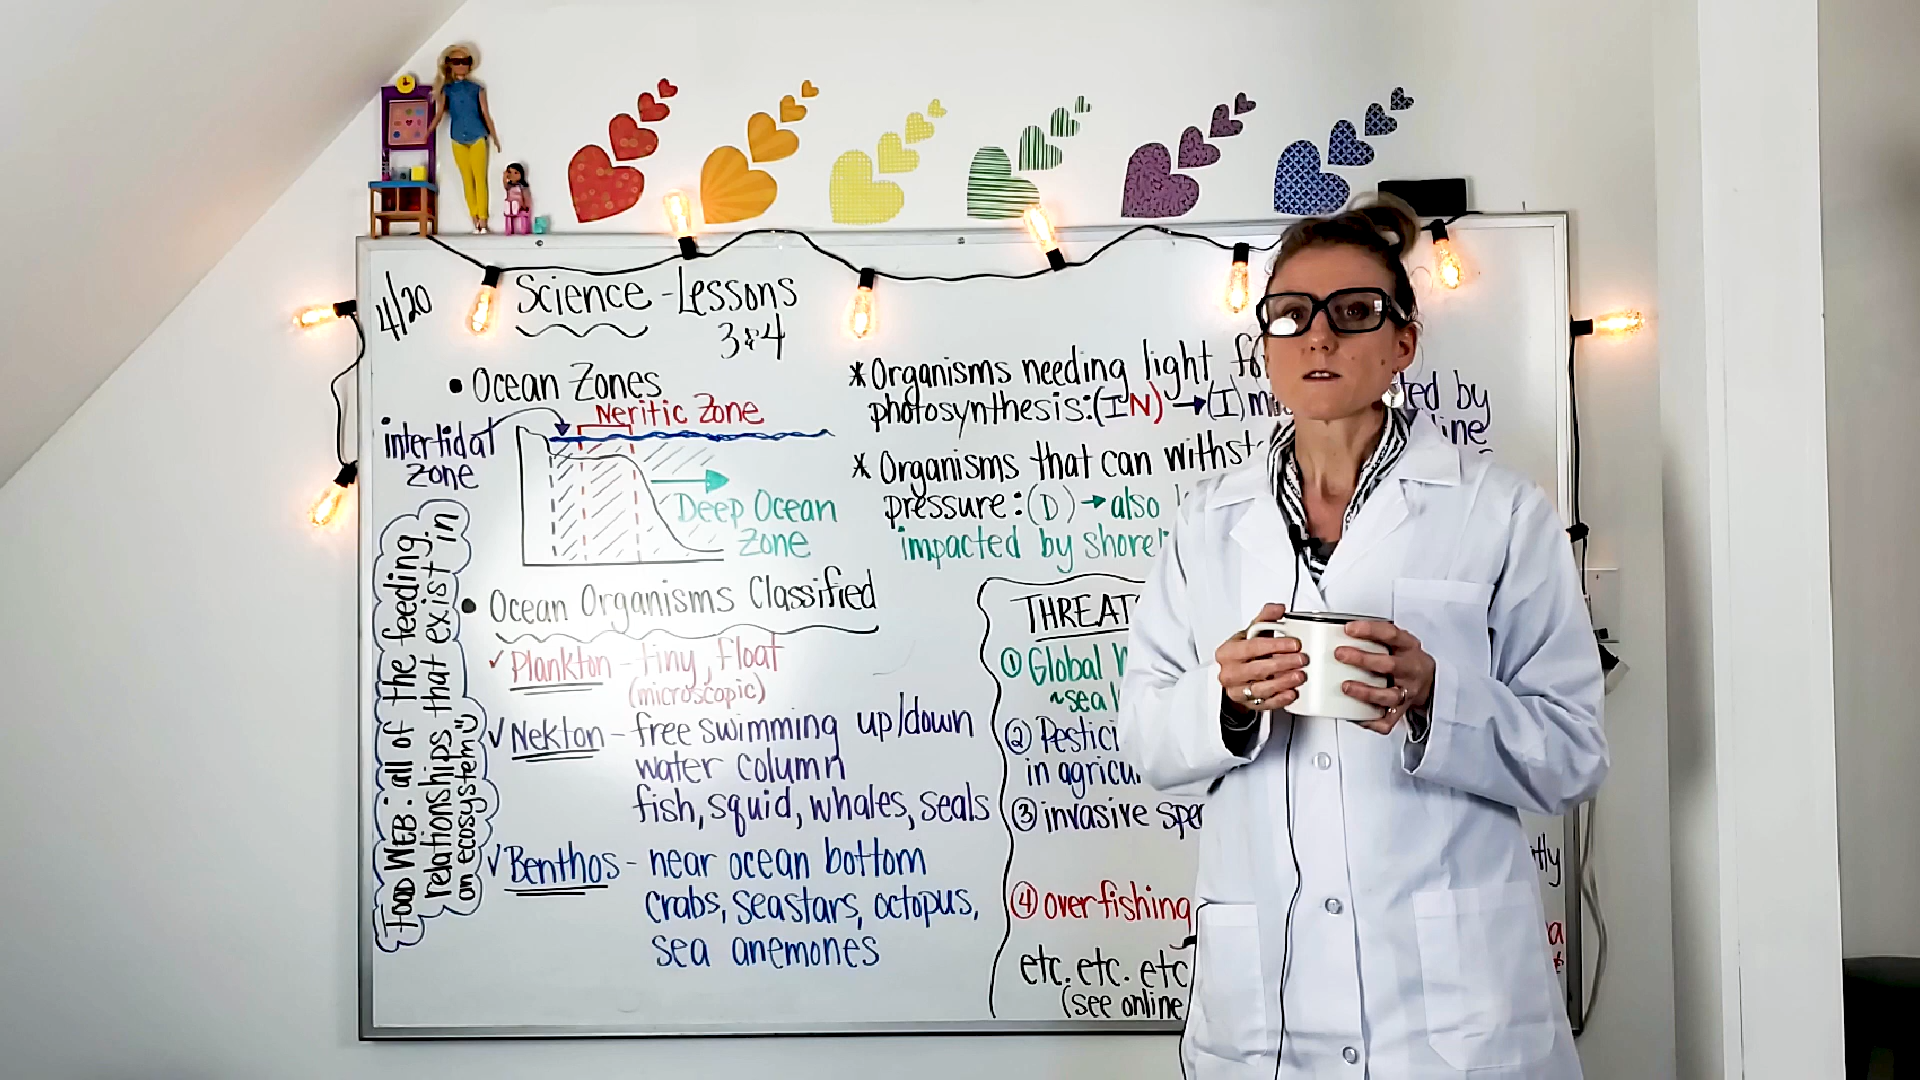 4/20
Science - Lessons
3 & 4
• Ocean Zones
Neritic Zone
intertidal
zone
Deep Ocean
Zone
FOOD WEB: all of the feeding
relationships that exist in
an ecosystem
• Ocean Organisms Classified
✓ Plankton - tiny, float
(microscopic)
✓ Nekton - free swimming up/down
water column
fish, squid, whales, seals
✓ Benthos - near ocean bottom
crabs, seastars, octopus,
sea anemones
* Organisms needing light
photosynthesis: (IN) → (I)
by
* Organisms that can
pressure: (D) → also
impacted by
THREATS
① Global
~sea
②
in
③ invasive
④ overfishing
etc. etc. etc
(see online